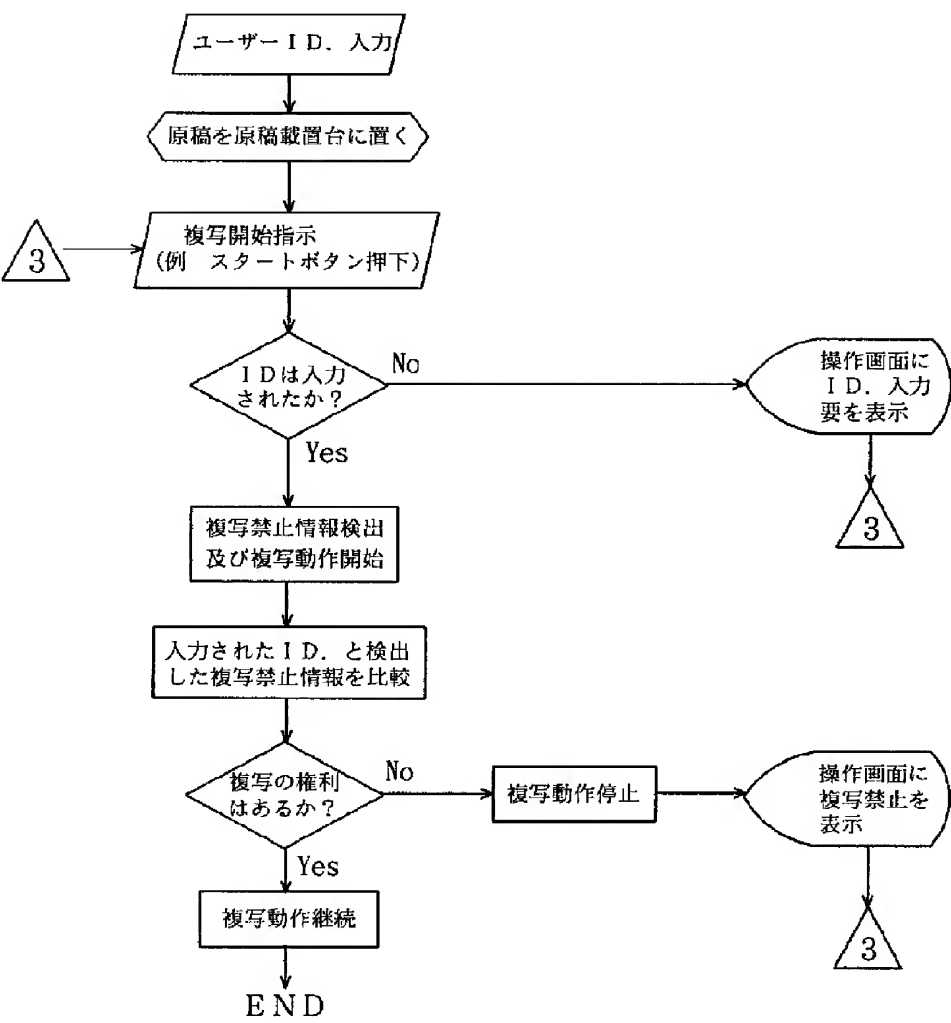 ユーザーＩＤ．入力
原稿を原稿載置台に置く
3
複写開始指示
(例　スタートボタン押下)
ＩＤは入力
されたか？
No
操作画面に
ＩＤ．入力
要を表示
Yes
3
複写禁止情報検出
及び複写動作開始
入力されたＩＤ．と検出
した複写禁止情報を比較
複写の権利
はあるか？
No
複写動作停止
操作画面に
複写禁止を
表示
Yes
複写動作継続
3
END